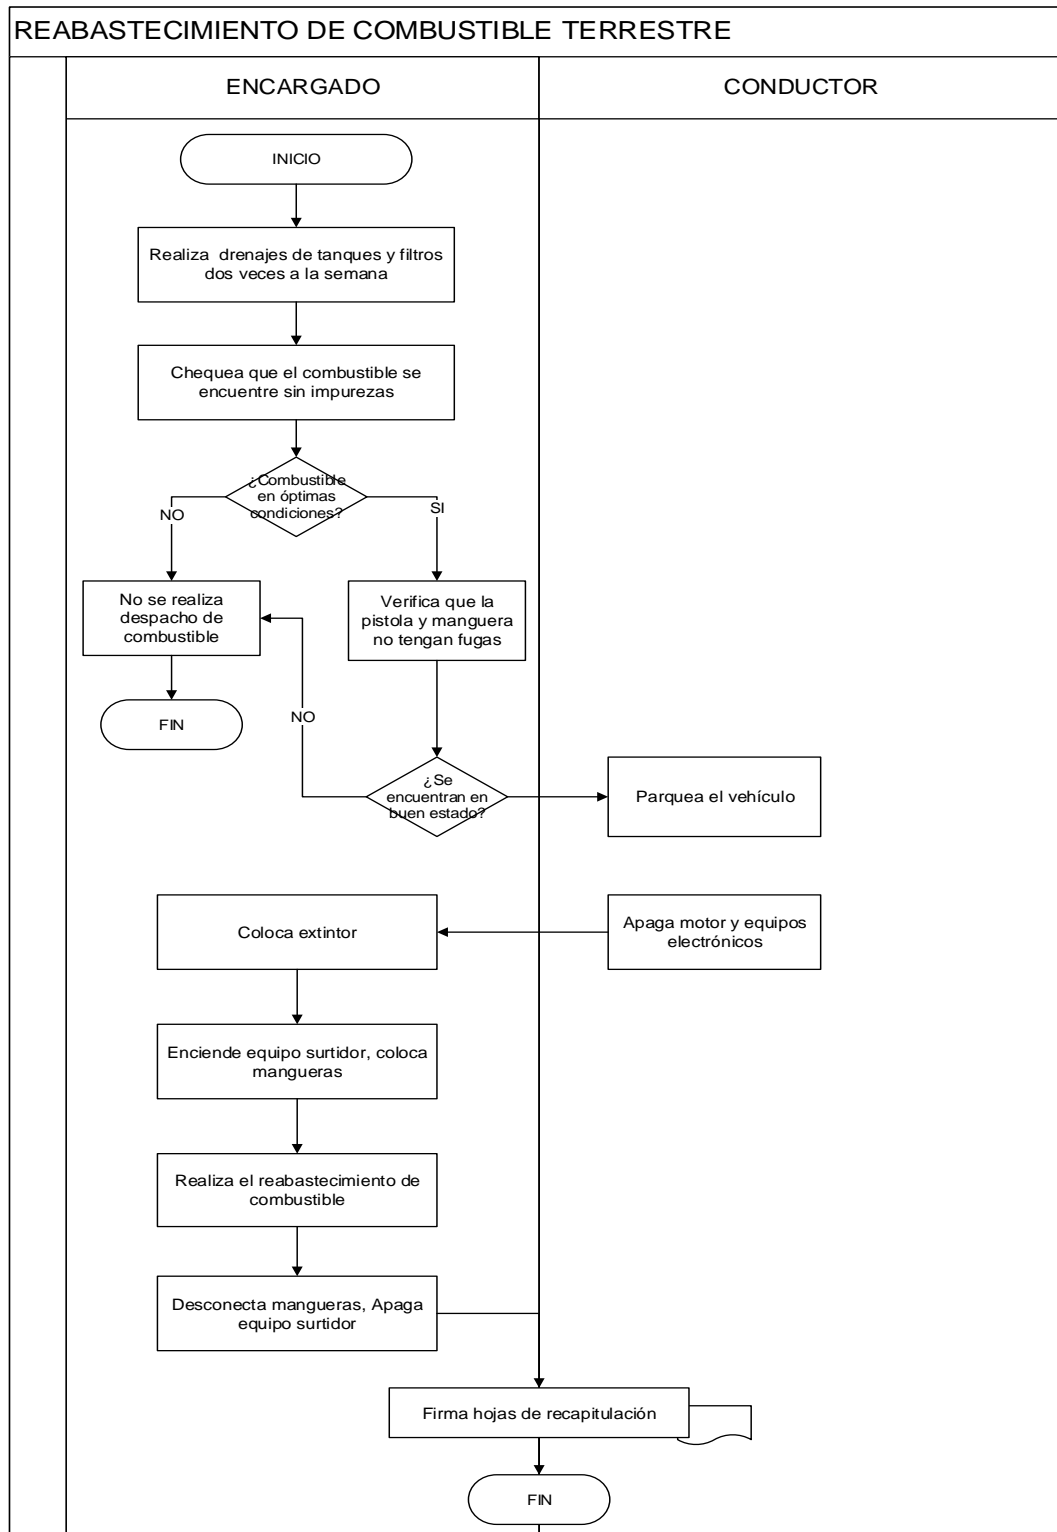 REABASTECIMIENTO DE COMBUSTIBLE TERRESTRE
ENCARGADO
CONDUCTOR
INICIO
Realiza drenajes de tanques y filtros
dos veces a la semana
Chequea que el combustible se
encuentre sin impurezas
¿Combustible
en óptimas
condiciones?
NO
SI
No se realiza
despacho de
combustible
Verifica que la
pistola y manguera
no tengan fugas
FIN
NO
¿Se
encuentran en
buen estado?
Parquea el vehículo
Coloca extintor
Apaga motor y equipos
electrónicos
Enciende equipo surtidor, coloca
mangueras
Realiza el reabastecimiento de
combustible
Desconecta mangueras, Apaga
equipo surtidor
Firma hojas de recapitulación
FIN